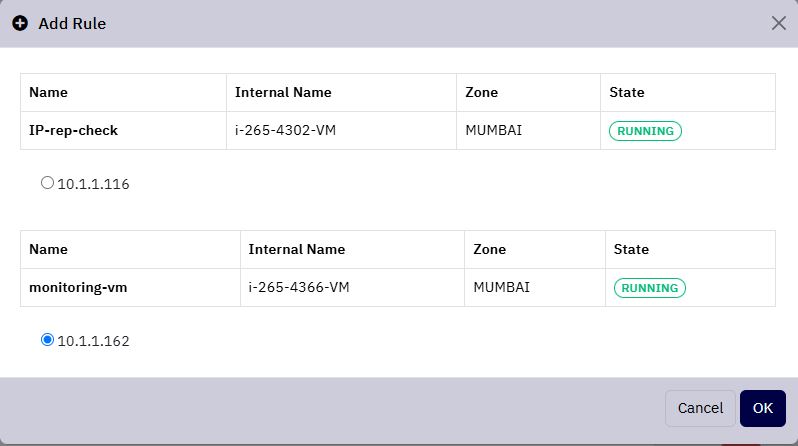 Add Rule
Name Internal Name Zone State
IP-rep-check i-265-4302-VM MUMBAI RUNNING
10.1.1.116
Name Internal Name Zone State
monitoring-vm i-265-4366-VM MUMBAI RUNNING
10.1.1.162
Cancel OK